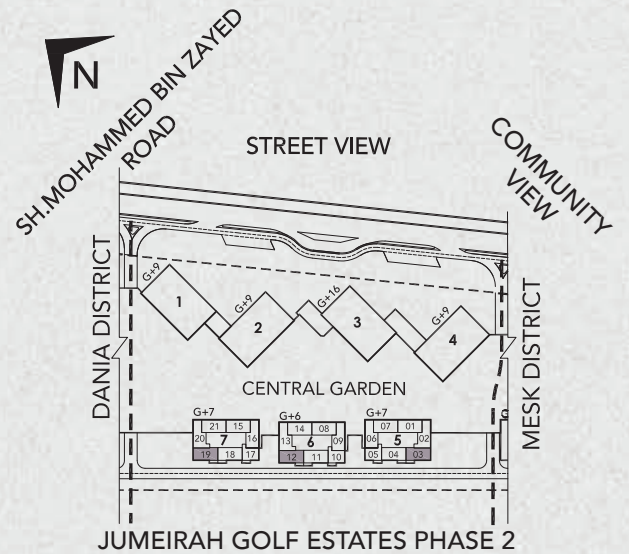 N
SH.MOHAMMED BIN ZAYED
ROAD
STREET VIEW
COMMUNITY
VIEW
DANIA DISTRICT
MESK DISTRICT
G+9
1
G+9
2
G+16
3
G+9
4
CENTRAL GARDEN
G+7
G+6
G+7
21 15
14 08
07 01
20 7 16
13 6 09
06 5 02
19 18 17
12 11 10
05 04 03
JUMEIRAH GOLF ESTATES PHASE 2